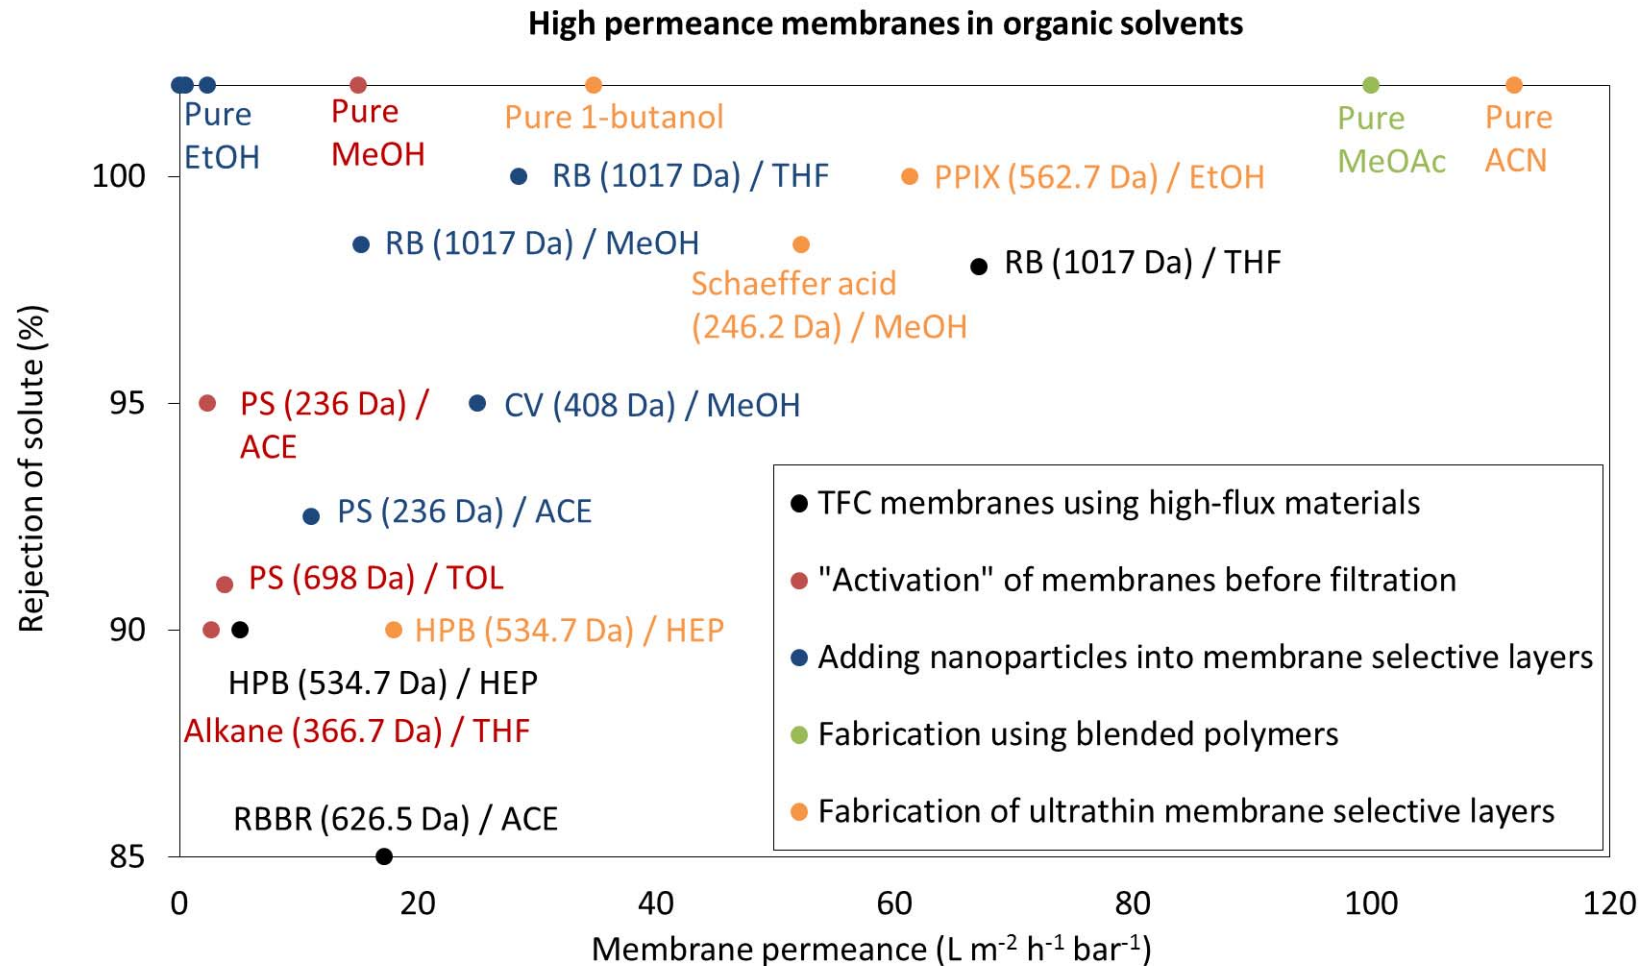 High permeance membranes in organic solvents
Pure
EtOH
Pure
MeOH
Pure 1-butanol
Pure
MeOAc
Pure
ACN
100
RB (1017 Da) / THF
PPIX (562.7 Da) / EtOH
RB (1017 Da) / MeOH
RB (1017 Da) / THF
Schaeffer acid
(246.2 Da) / MeOH
Rejection of solute (%)
95
PS (236 Da) /
ACE
CV (408 Da) / MeOH
PS (236 Da) / ACE
PS (698 Da) / TOL
90
HPB (534.7 Da) / HEP
HPB (534.7 Da) / HEP
Alkane (366.7 Da) / THF
RBBR (626.5 Da) / ACE
85
TFC membranes using high-flux materials
"Activation" of membranes before filtration
Adding nanoparticles into membrane selective layers
Fabrication using blended polymers
Fabrication of ultrathin membrane selective layers
0 20 40 60 80 100 120
Membrane permeance (L m⁻² h⁻¹ bar⁻¹)